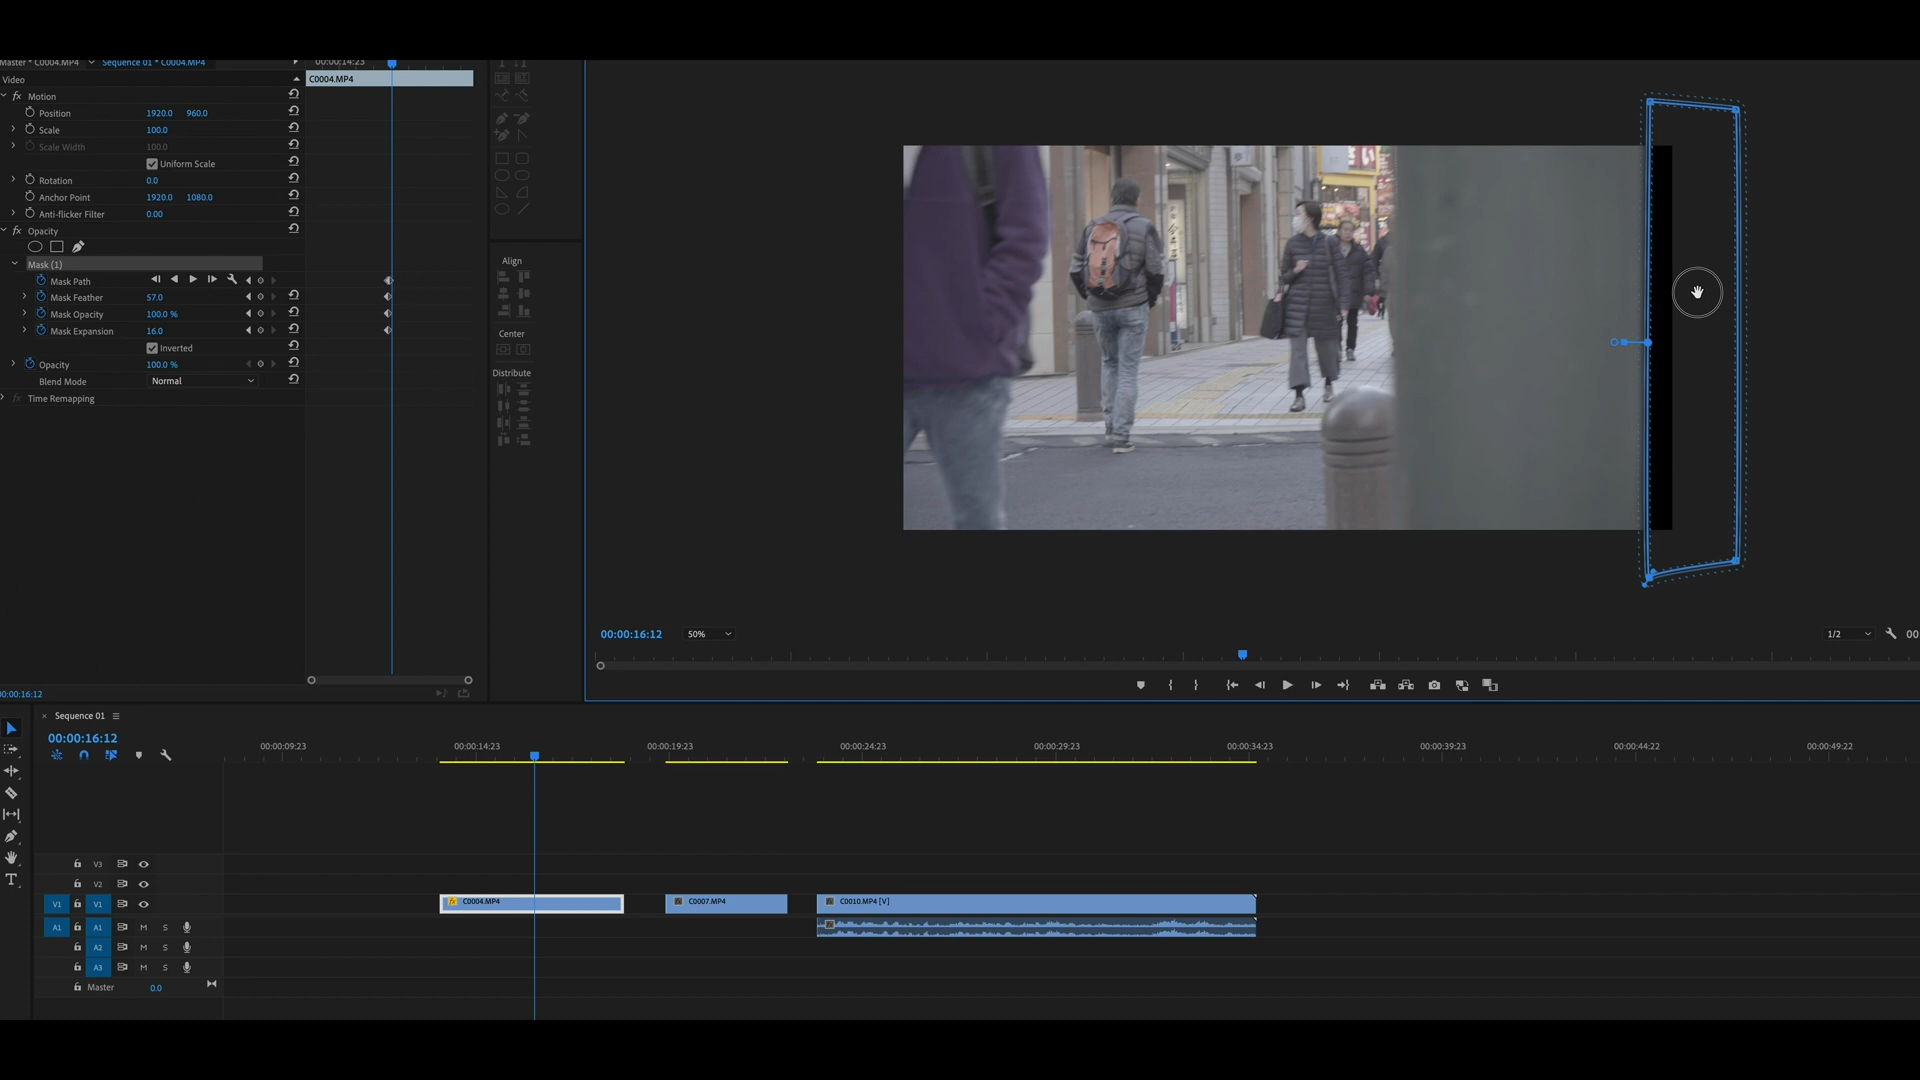 Master * C0004.MP4
Sequence 01 * C0004.MP4
00:00:14:23
Video
C0004.MP4
Motion
Position 1920.0 960.0
Scale 100.0
Scale Width 100.0
Uniform Scale
Rotation 0.0
Anchor Point 1920.0 1080.0
Anti-flicker Filter 0.00
Opacity
Mask (1)
Mask Path
Mask Feather 57.0
Mask Opacity 100.0 %
Mask Expansion 16.0
Inverted
Opacity 100.0 %
Blend Mode Normal
Time Remapping
Align
Center
Distribute
00:00:16:12 50% 1/2 00
00:00:16:12
Sequence 01
00:00:16:12
00:00:09:23 00:00:14:23 00:00:19:23 00:00:24:23 00:00:29:23 00:00:34:23 00:00:39:23 00:00:44:22 00:00:49:22
V3
V2
V1 V1 C0004.MP4 C0007.MP4 C0010.MP4 [V]
A1 A1 M S
A2 M S
A3 M S
Master 0.0